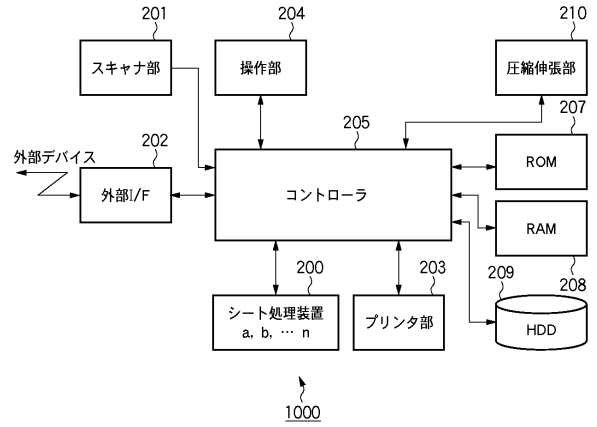 201
204
210
スキャナ部
操作部
圧縮伸張部
207
205
202
外部デバイス
ROM
外部I/F
コントローラ
RAM
200
203
209
208
シート処理装置
a, b, … n
プリンタ部
HDD
1000